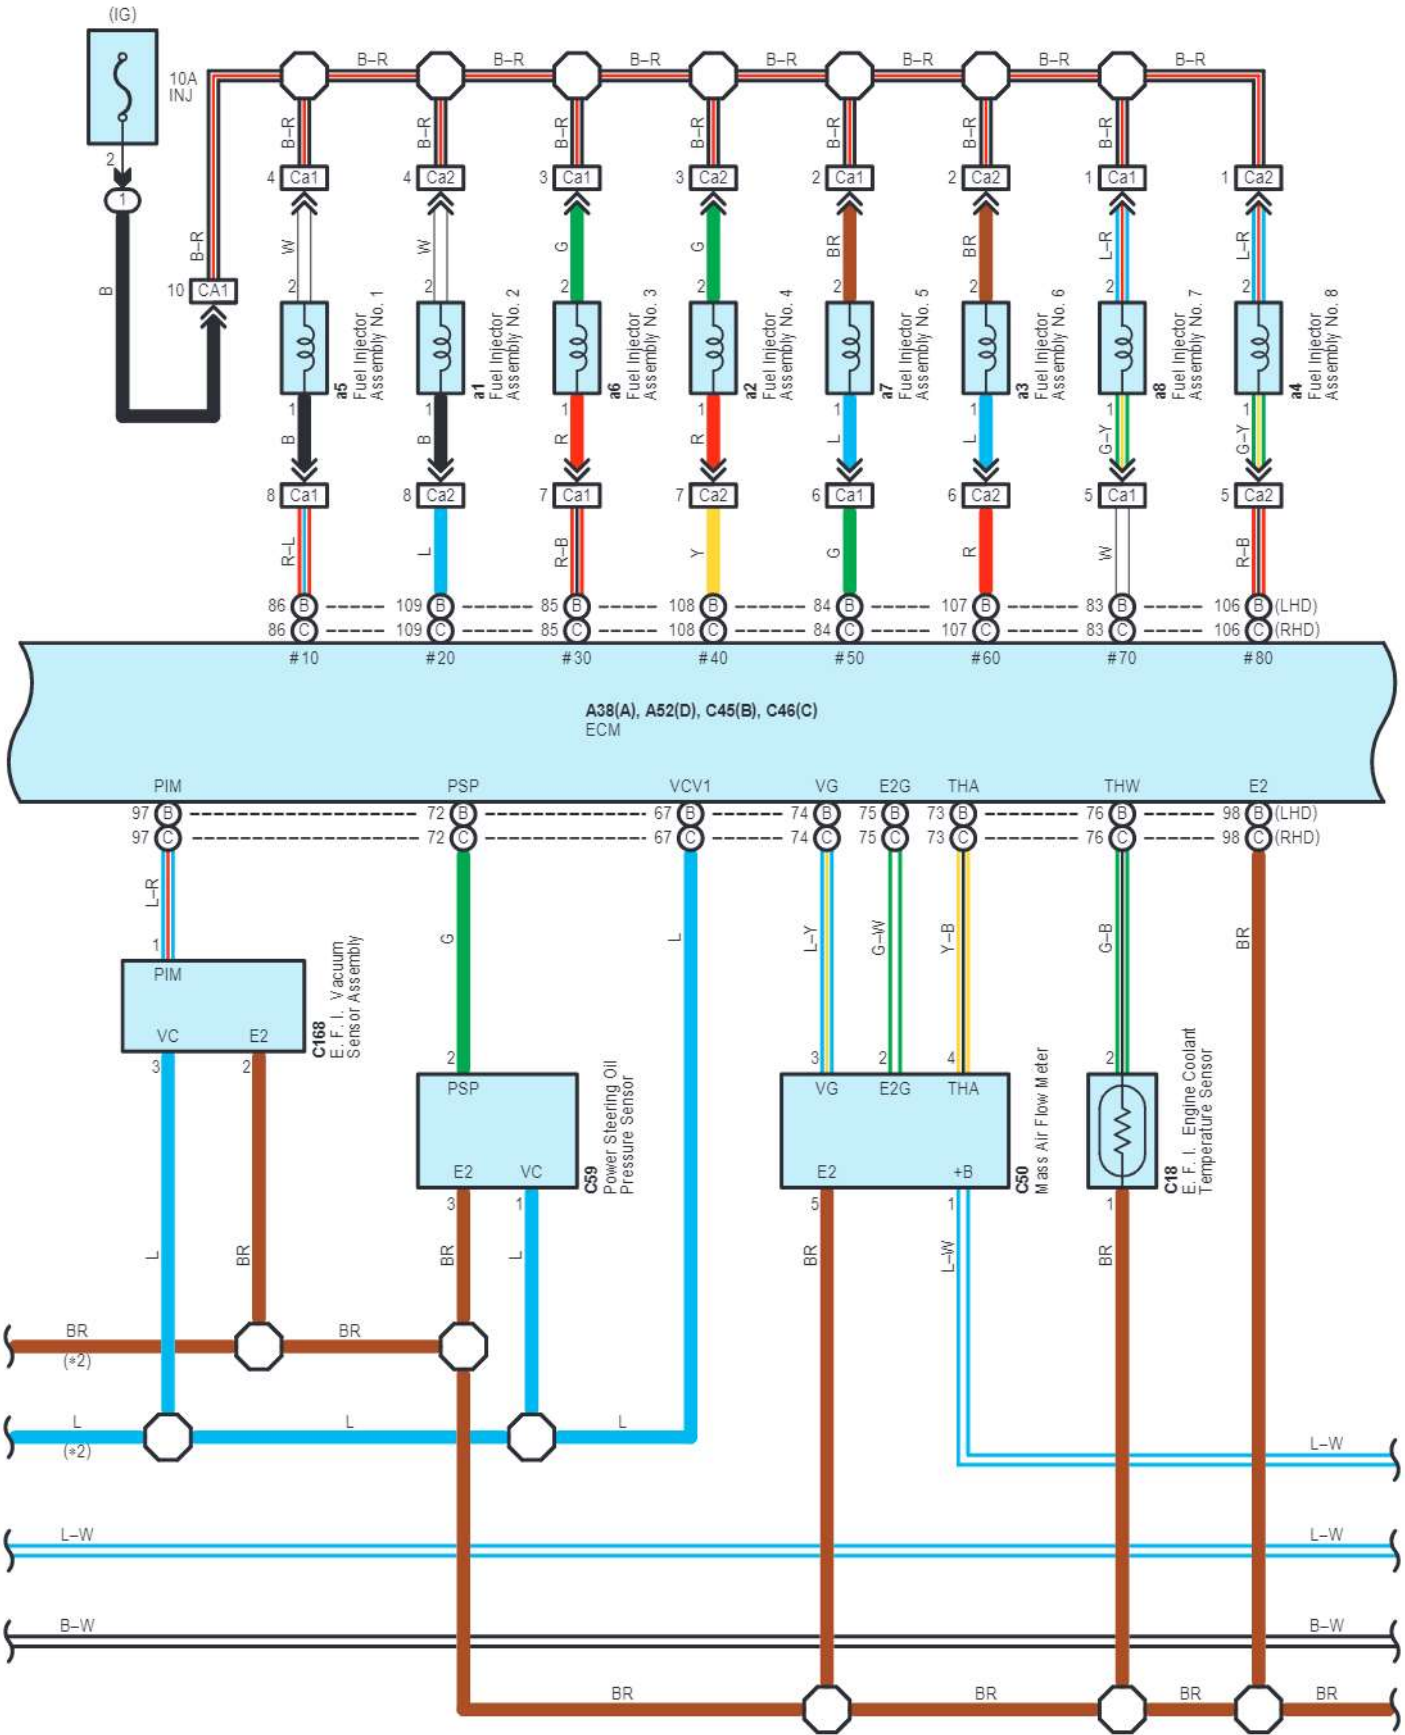 (IG)
10A
INJ
2
1
B
B–R
10 CA1
B–R B–R B–R B–R B–R B–R B–R
B–R B–R B–R B–R B–R B–R B–R
4 Ca1 4 Ca2 3 Ca1 3 Ca2 2 Ca1 2 Ca2 1 Ca1 1 Ca2
W W G G BR BR L–R L–R
2 2 2 2 2 2 2 2
a5
Fuel Injector
Assembly No. 1
a1
Fuel Injector
Assembly No. 2
a6
Fuel Injector
Assembly No. 3
a2
Fuel Injector
Assembly No. 4
a7
Fuel Injector
Assembly No. 5
a3
Fuel Injector
Assembly No. 6
a8
Fuel Injector
Assembly No. 7
a4
Fuel Injector
Assembly No. 8
1 1 1 1 1 1 1 1
B B R R L L G–Y G–Y
8 Ca1 8 Ca2 7 Ca1 7 Ca2 6 Ca1 6 Ca2 5 Ca1 5 Ca2
R–L L R–B Y G R W R–B
86 B 109 B 85 B 108 B 84 B 107 B 83 B 106 B (LHD)
86 C 109 C 85 C 108 C 84 C 107 C 83 C 106 C (RHD)
#10 #20 #30 #40 #50 #60 #70 #80
A38(A), A52(D), C45(B), C46(C)
ECM
PIM PSP VCV1 VG E2G THA THW E2
97 B 72 B 67 B 74 B 75 B 73 B 76 B 98 B (LHD)
97 C 72 C 67 C 74 C 75 C 73 C 76 C 98 C (RHD)
L–R G L L–Y G–W Y–B G–B BR
1
PIM
VC E2
3 2
C168
E. F. I. Vacuum
Sensor Assembly
2
PSP
E2 VC
3 1
C59
Power Steering Oil
Pressure Sensor
3 2 4
VG E2G THA
E2 +B
5 1
C50
Mass Air Flow Meter
2
1
C18
E. F. I. Engine Coolant
Temperature Sensor
L BR BR L BR L–W BR
BR BR
(*2)
L L L
(*2)
L–W
L–W L–W
B–W B–W
BR BR BR BR